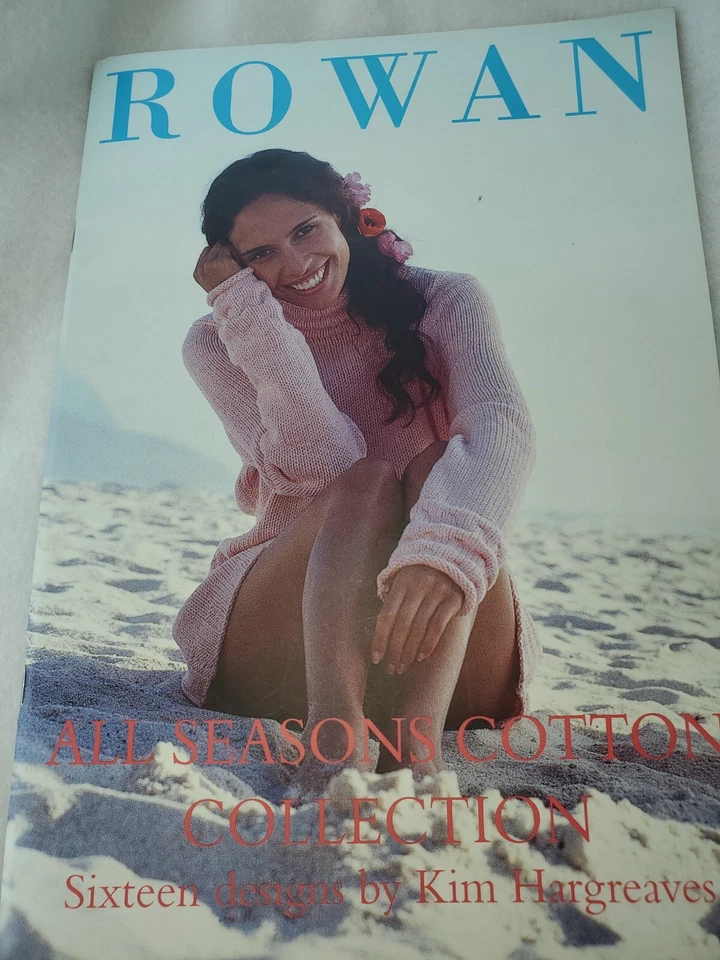 ROWAN
ALL SEASONS COTTON
COLLECTION
Sixteen designs by Kim Hargreaves